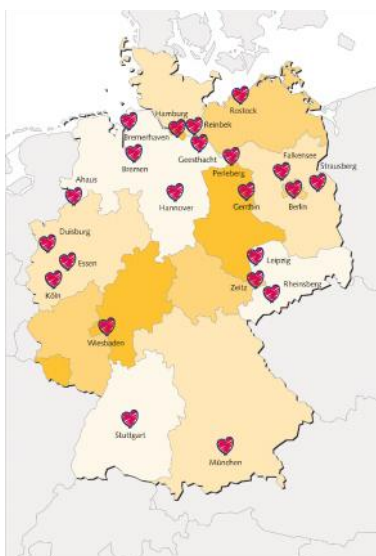 Rostock
Hamburg
Reinbek
Bremerhaven
Geesthacht
Bremen
Perleberg
Falkensee
Strausberg
Ahaus
Hannover
Genthin
Berlin
Duisburg
Essen
Leipzig
Köln
Zeitz
Rheinsberg
Wiesbaden
Stuttgart
München